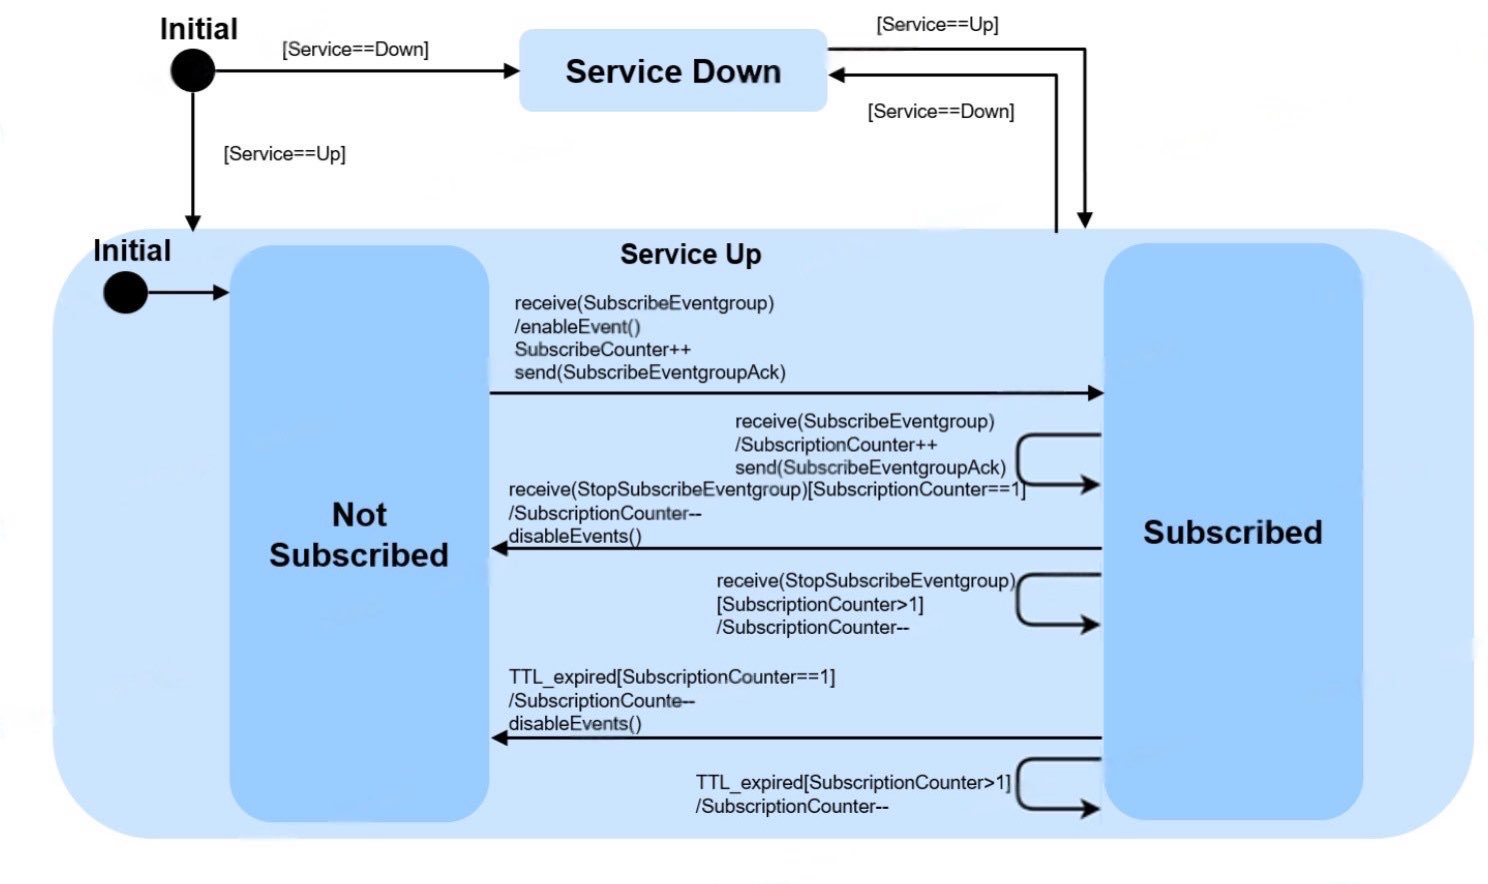 Initial
[Service==Down]
Service Down
[Service==Up]
[Service==Down]
[Service==Up]
Initial
Service Up
receive(SubscribeEventgroup)
/enableEvent()
SubscribeCounter++
send(SubscribeEventgroupAck)
receive(SubscribeEventgroup)
/SubscriptionCounter++
send(SubscribeEventgroupAck)
receive(StopSubscribeEventgroup)[SubscriptionCounter==1]
/SubscriptionCounter--
disableEvents()
Not
Subscribed
Subscribed
receive(StopSubscribeEventgroup)
[SubscriptionCounter>1]
/SubscriptionCounter--
TTL_expired[SubscriptionCounter==1]
/SubscriptionCounte--
disableEvents()
TTL_expired[SubscriptionCounter>1]
/SubscriptionCounter--